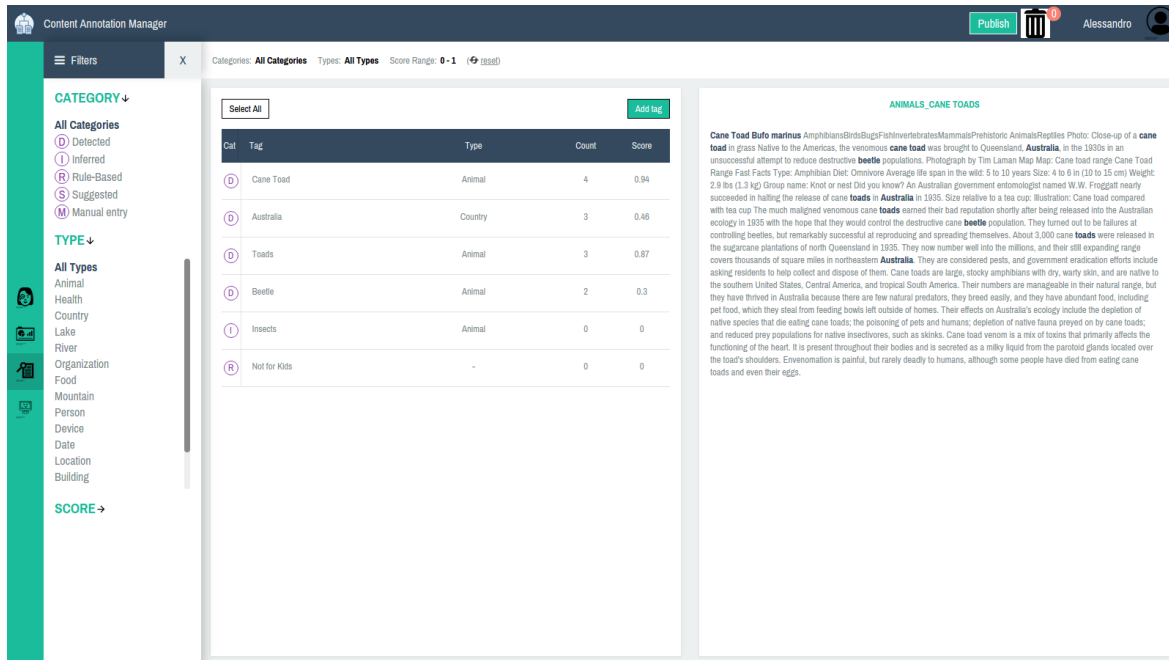 Content Annotation Manager
Publish
0
Alessandro
Filters
X
Categories: All Categories Types: All Types Score Range: 0 - 1 (reset)
CATEGORY
All Categories
D Detected
I Inferred
R Rule-Based
S Suggested
M Manual entry
TYPE
All Types
Animal
Health
Country
Lake
River
Organization
Food
Mountain
Person
Device
Date
Location
Building
SCORE
Select All
Add tag
Cat Tag Type Count Score
D Cane Toad Animal 4 0.94
D Australia Country 3 0.46
D Toads Animal 3 0.87
D Beetle Animal 2 0.3
I Insects Animal 0 0
R Not for Kids - 0 0
ANIMALS_CANE TOADS
Cane Toad Bufo marinus AmphibiansBirdsBugsFishInvertebratesMammalsPrehistoric AnimalsReptiles Photo: Close-up of a cane
toad in grass Native to the Americas, the venomous cane toad was brought to Queensland, Australia, in the 1930s in an
unsuccessful attempt to reduce destructive beetle populations. Photograph by Tim Laman Map Map: Cane toad range Cane Toad
Range Fast Facts Type: Amphibian Diet: Omnivore Average life span in the wild: 5 to 10 years Size: 4 to 6 in (10 to 15 cm) Weight:
2.9 lbs (1.3 kg) Group name: Knot or nest Did you know? An Australian government entomologist named W.W. Froggatt nearly
succeeded in halting the release of cane toads in Australia in 1935. Size relative to a tea cup: Illustration: Cane toad compared
with tea cup The much maligned venomous cane toads earned their bad reputation shortly after being released into the Australian
ecology in 1935 with the hope that they would control the destructive cane beetle population. They turned out to be failures at
controlling beetles, but remarkably successful at reproducing and spreading themselves. About 3,000 cane toads were released in
the sugarcane plantations of north Queensland in 1935. They now number well into the millions, and their still expanding range
covers thousands of square miles in northeastern Australia. They are considered pests, and government eradication efforts include
asking residents to help collect and dispose of them. Cane toads are large, stocky amphibians with dry, warty skin, and are native to
the southern United States, Central America, and tropical South America. Their numbers are manageable in their natural range, but
they have thrived in Australia because there are few natural predators, they breed easily, and they have abundant food, including
pet food, which they steal from feeding bowls left outside of homes. Their effects on Australia's ecology include the depletion of
native species that die eating cane toads; the poisoning of pets and humans; depletion of native fauna preyed on by cane toads;
and reduced prey populations for native insectivores, such as skinks. Cane toad venom is a mix of toxins that primarily affects the
functioning of the heart. It is present throughout their bodies and is secreted as a milky liquid from the parotoid glands located over
the toad's shoulders. Envenomation is painful, but rarely deadly to humans, although some people have died from eating cane
toads and even their eggs.